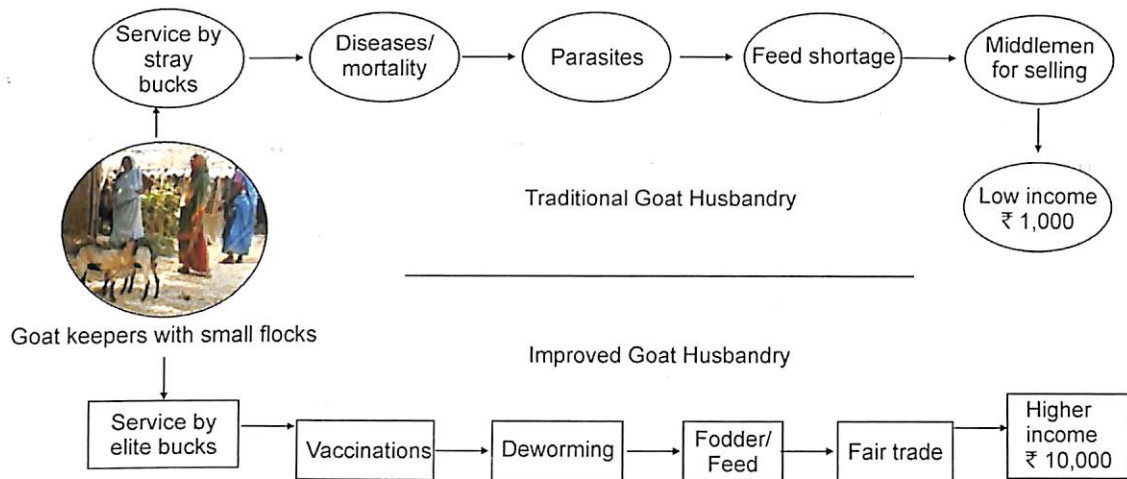 Service by
stray
bucks
Diseases/
mortality
Parasites
Feed shortage
Middlemen
for selling
Traditional Goat Husbandry
Low income
₹ 1,000
Goat keepers with small flocks
Improved Goat Husbandry
Service by
elite bucks
Vaccinations
Deworming
Fodder/
Feed
Fair trade
Higher
income
₹ 10,000